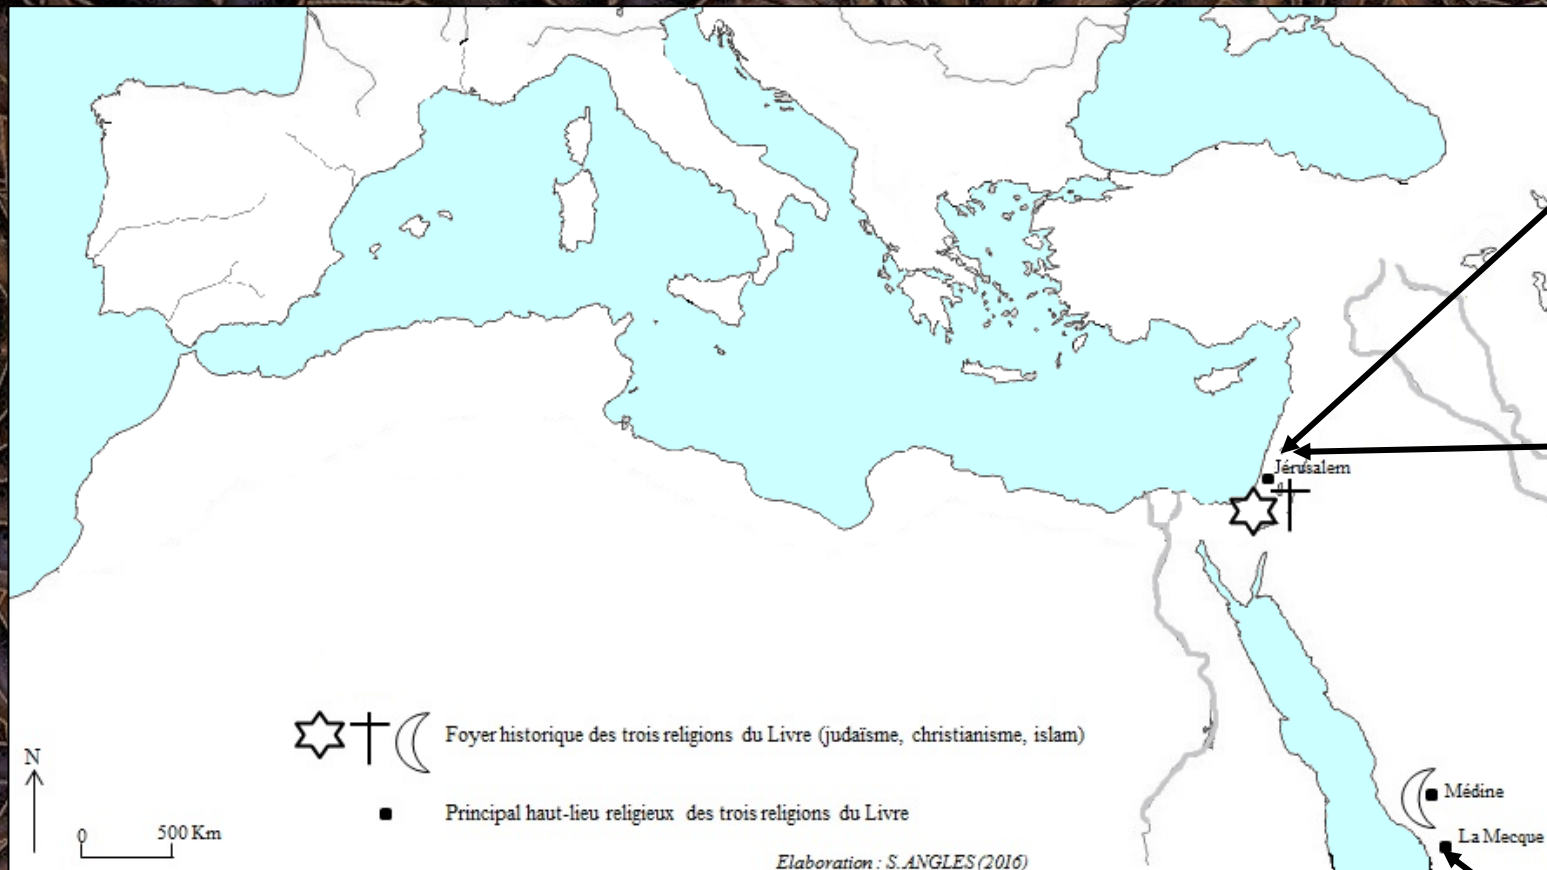 Jérusalem
Foyer historique des trois religions du Livre (judaïsme, christianisme, islam)
N
Médine
0 500 Km
Principal haut-lieu religieux des trois religions du Livre
La Mecque
Elaboration : S. ANGLES (2016)